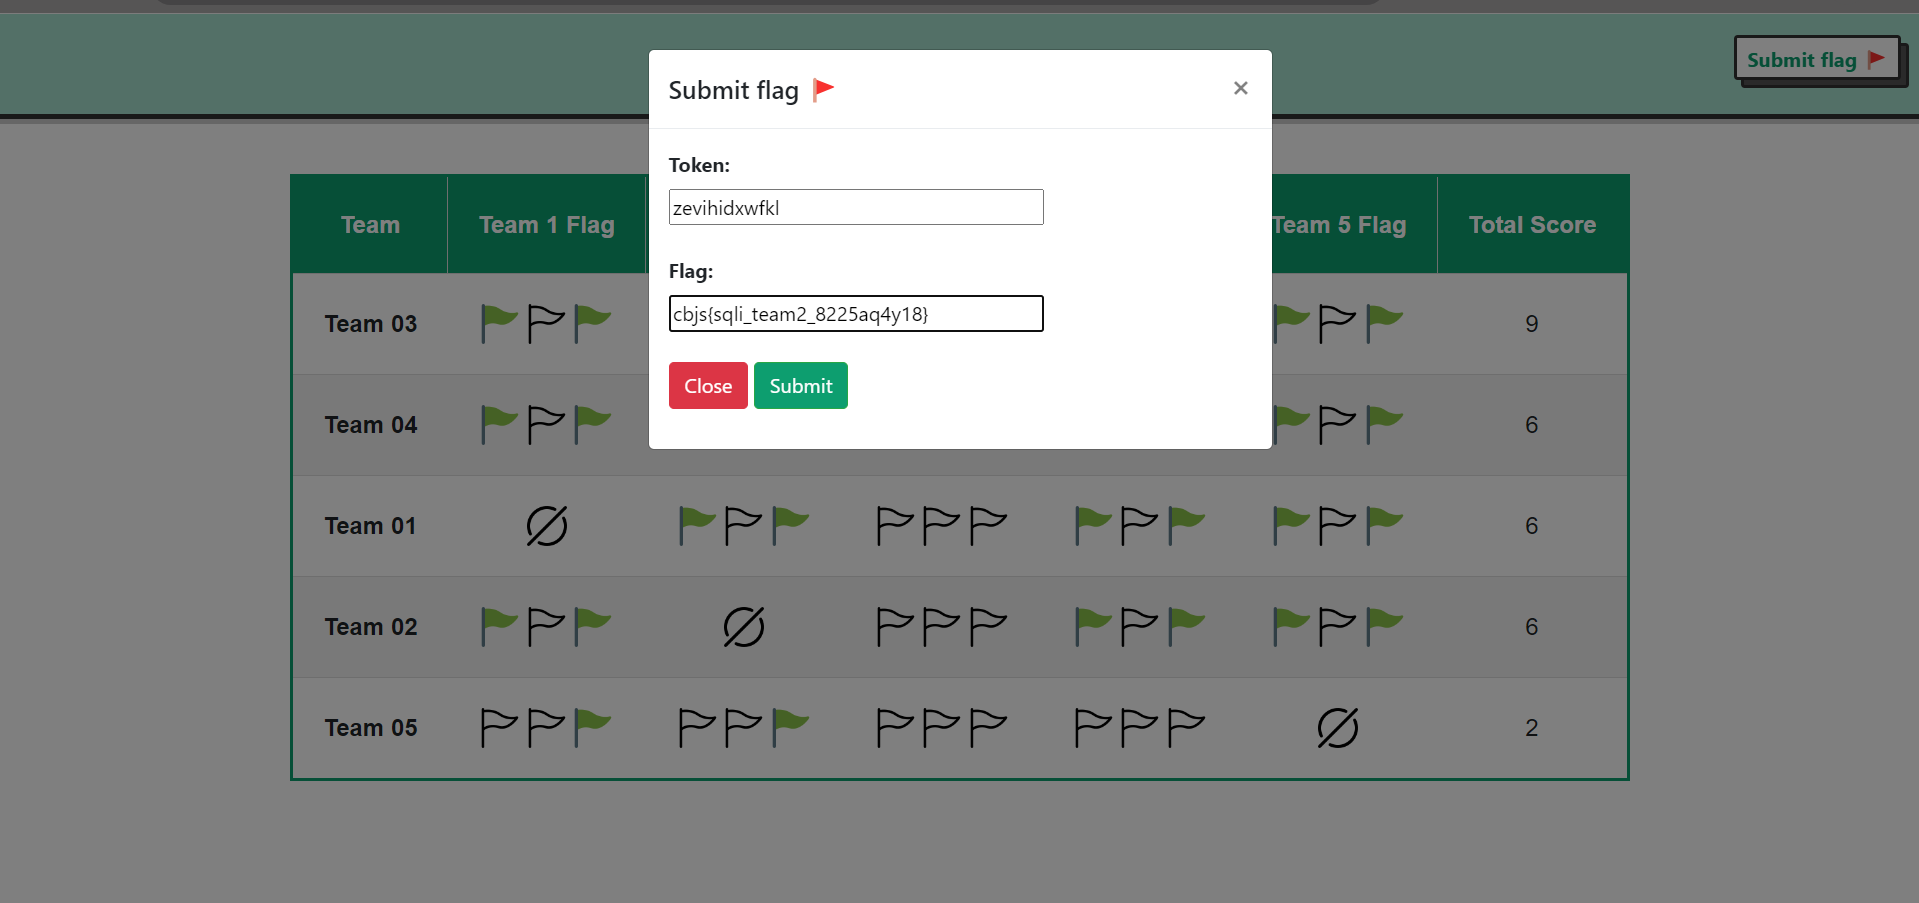 Submit flag
Submit flag
×
Token:
zevihidxwfkl
Flag:
cbjs{sqli_team2_8225aq4y18}
Close Submit
Team Team 1 Flag Team 5 Flag Total Score
Team 03 9
Team 04 6
Team 01 6
Team 02 6
Team 05 2